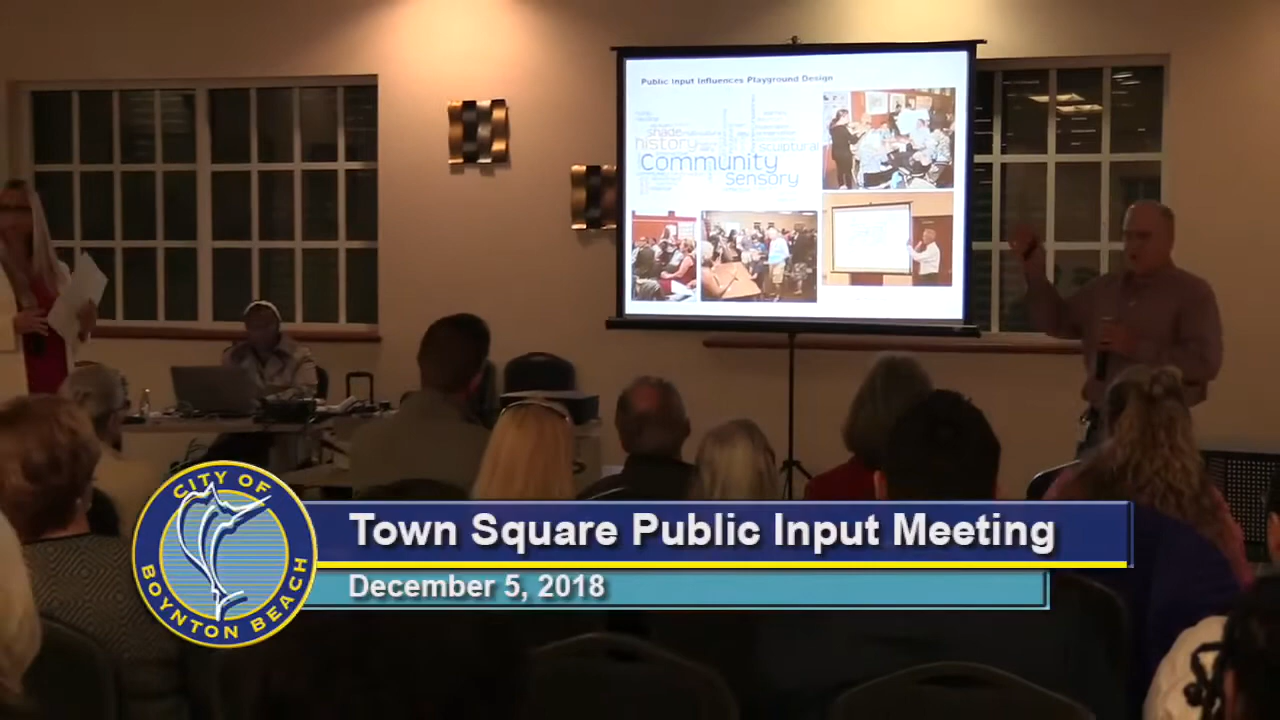 Public Input Influences Playground Design
shade
history
sculptural
Community
Sensory
CITY OF
BOYNTON BEACH
Town Square Public Input Meeting
December 5, 2018